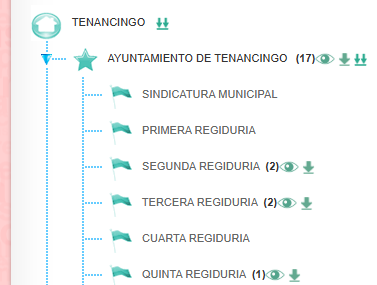 TENANCINGO
AYUNTAMIENTO DE TENANCINGO (17)
SINDICATURA MUNICIPAL
PRIMERA REGIDURIA
SEGUNDA REGIDURIA (2)
TERCERA REGIDURIA (2)
CUARTA REGIDURIA
QUINTA REGIDURIA (1)